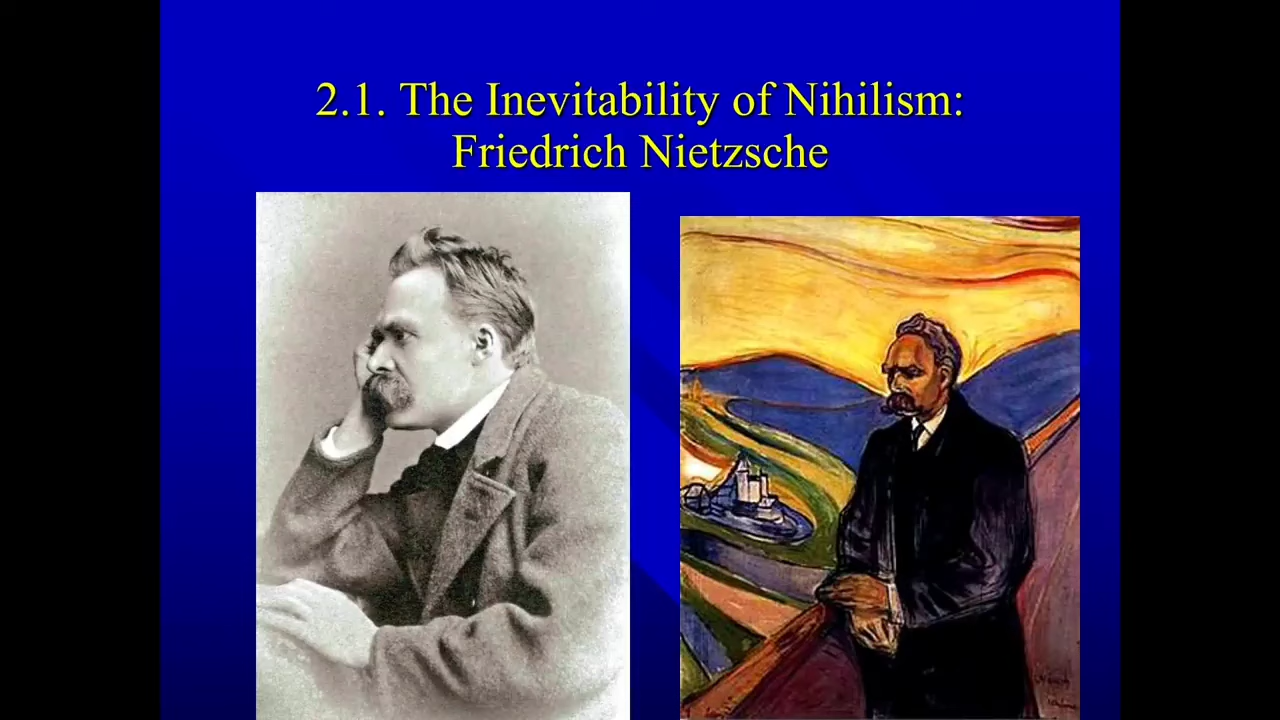 2.1. The Inevitability of Nihilism:
Friedrich Nietzsche